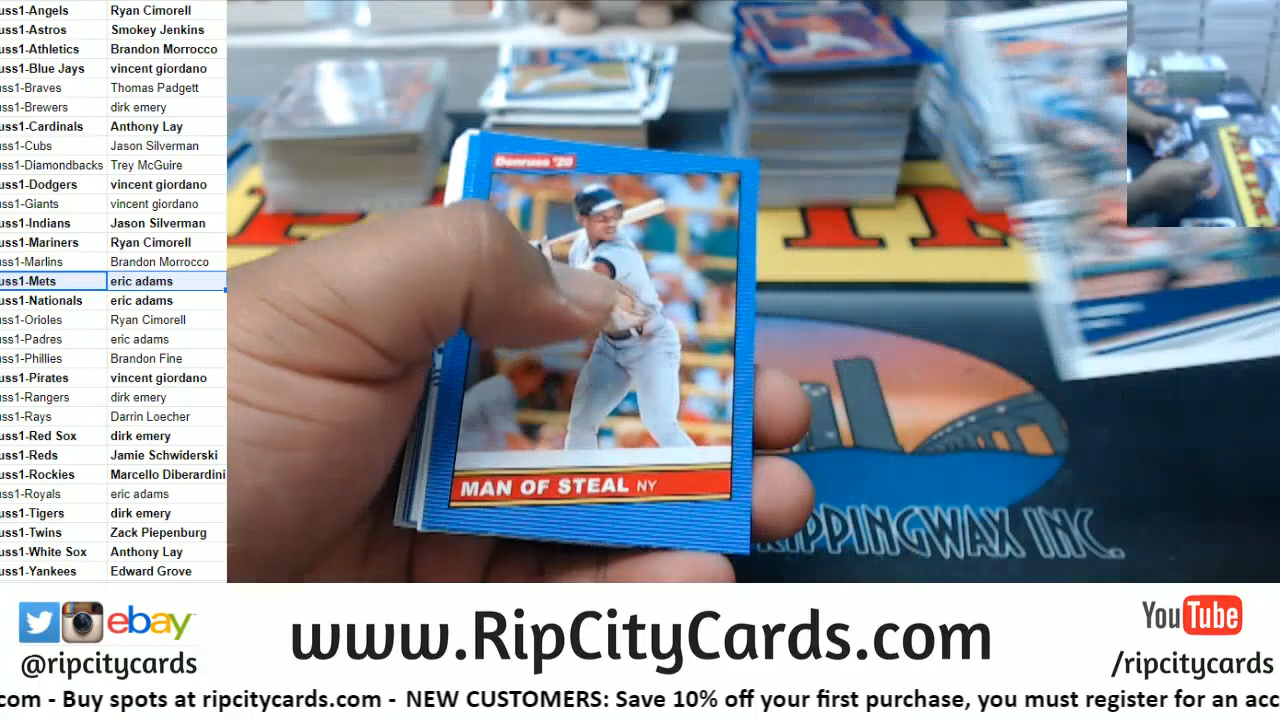 uss1-Angels Ryan Cimorell
uss1-Astros Smokey Jenkins
uss1-Athletics Brandon Morrocco
uss1-Blue Jays vincent giordano
uss1-Braves Thomas Padgett
uss1-Brewers dirk emery
uss1-Cardinals Anthony Lay
uss1-Cubs Jason Silverman
uss1-Diamondbacks Trey McGuire
uss1-Dodgers vincent giordano
uss1-Giants vincent giordano
uss1-Indians Jason Silverman
uss1-Mariners Ryan Cimorell
uss1-Marlins Brandon Morrocco
uss1-Mets eric adams
uss1-Nationals eric adams
uss1-Orioles Ryan Cimorell
uss1-Padres eric adams
uss1-Phillies Brandon Fine
uss1-Pirates vincent giordano
uss1-Rangers dirk emery
uss1-Rays Darrin Loecher
uss1-Red Sox dirk emery
uss1-Reds Jamie Schwiderski
uss1-Rockies Marcello Diberardini
uss1-Royals eric adams
uss1-Tigers dirk emery
uss1-Twins Zack Piepenburg
uss1-White Sox Anthony Lay
uss1-Yankees Edward Grove
Donruss '20
MAN OF STEAL NY
RIPPINGWAX INC.
ebay
@ripcitycards
www.RipCityCards.com
YouTube
/ripcitycards
com - Buy spots at ripcitycards.com - NEW CUSTOMERS: Save 10% off your first purchase, you must register for an acc